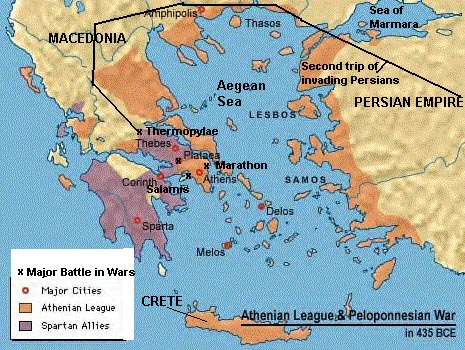 Amphipolis
Sea of
Marmara
Thasos
MACEDONIA
Second trip of
invading Persians
Aegean
Sea
PERSIAN EMPIRE
LESBOS
Thermopylae
Thebes
Plataea
Marathon
Corinth
Athens
SAMOS
Salamis
Delos
Sparta
Melos
x Major Battle in Wars
Major Cities
Athenian League
Spartan Allies
CRETE
Athenian League & Peloponnesian War
in 435 BCE